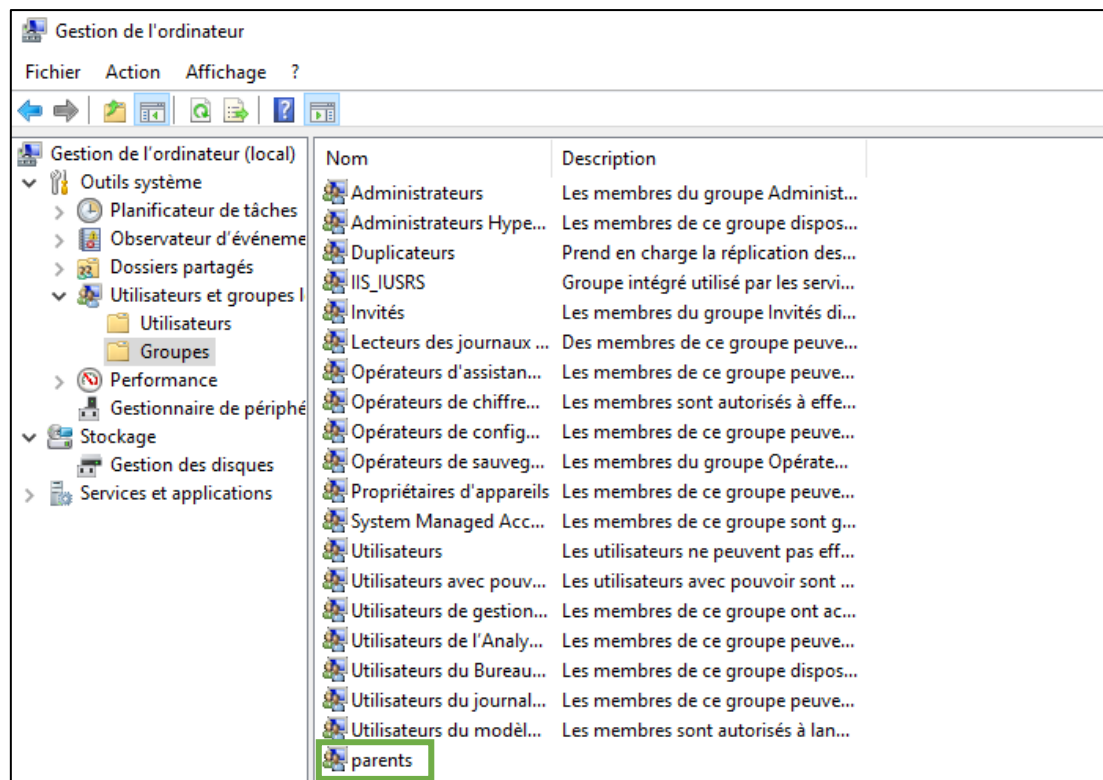 Gestion de l'ordinateur
Fichier Action Affichage ?
Gestion de l'ordinateur (local)
Outils système
Planificateur de tâches
Observateur d'événeme
Dossiers partagés
Utilisateurs et groupes l
Utilisateurs
Groupes
Performance
Gestionnaire de périphé
Stockage
Gestion des disques
Services et applications
Nom Description
Administrateurs Les membres du groupe Administ...
Administrateurs Hype... Les membres de ce groupe dispos...
Duplicateurs Prend en charge la réplication des...
IIS_IUSRS Groupe intégré utilisé par les servi...
Invités Les membres du groupe Invités di...
Lecteurs des journaux ... Des membres de ce groupe peuve...
Opérateurs d'assistan... Les membres de ce groupe peuve...
Opérateurs de chiffre... Les membres sont autorisés à effe...
Opérateurs de config... Les membres de ce groupe peuve...
Opérateurs de sauveg... Les membres du groupe Opérate...
Propriétaires d'appareils Les membres de ce groupe peuve...
System Managed Acc... Les membres de ce groupe sont g...
Utilisateurs Les utilisateurs ne peuvent pas eff...
Utilisateurs avec pouv... Les utilisateurs avec pouvoir sont ...
Utilisateurs de gestion... Les membres de ce groupe ont ac...
Utilisateurs de l'Analy... Les membres de ce groupe peuve...
Utilisateurs du Bureau... Les membres de ce groupe dispos...
Utilisateurs du journal... Les membres de ce groupe peuve...
Utilisateurs du modèl... Les membres sont autorisés à lan...
parents